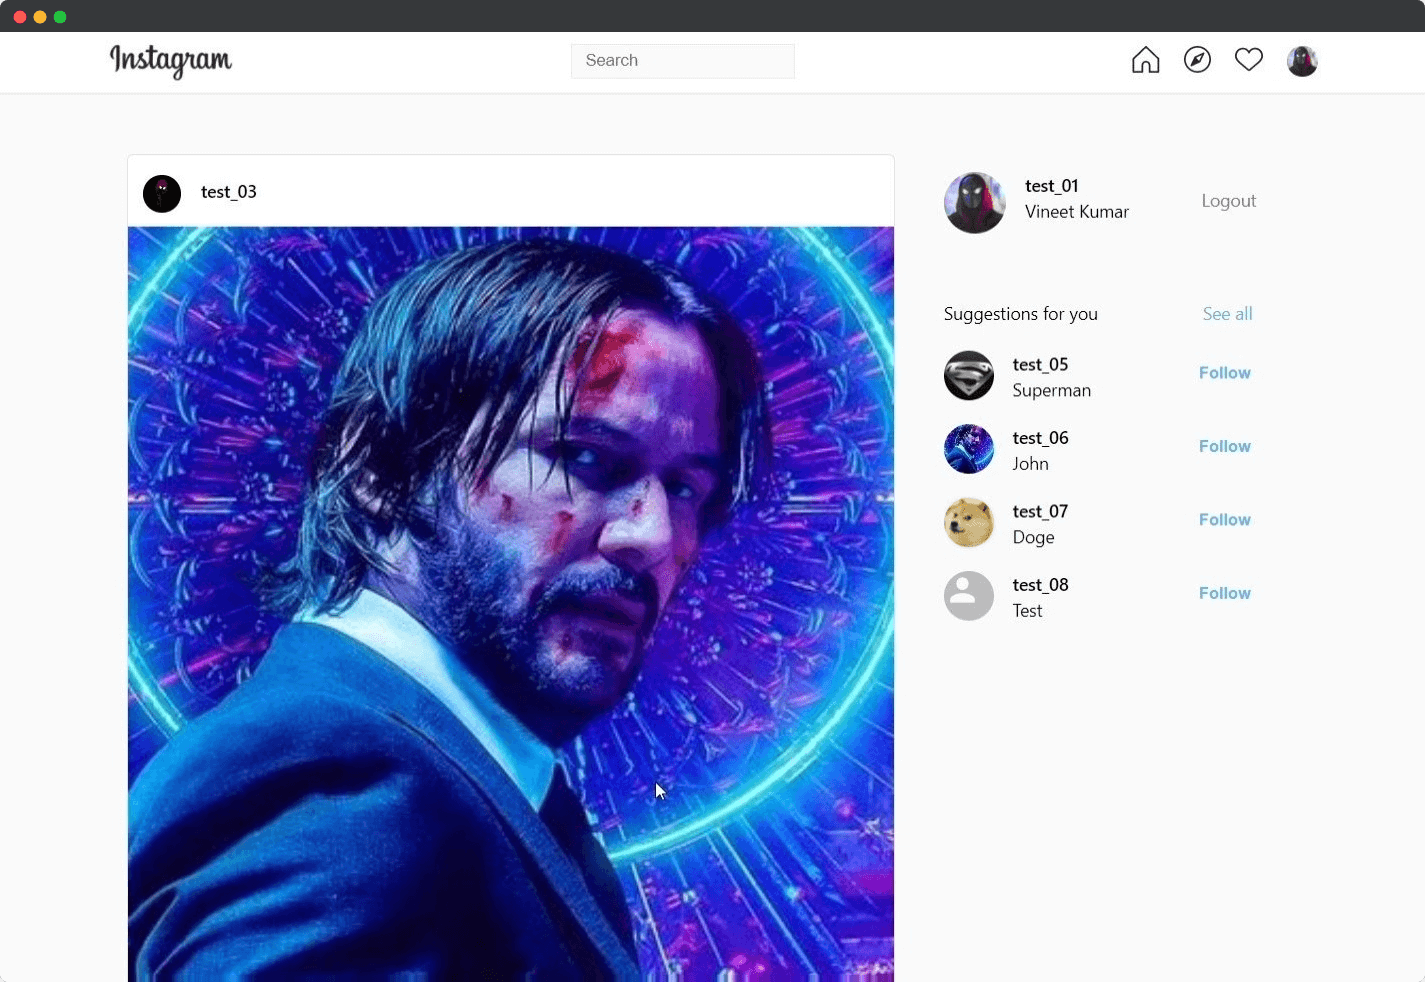 Instagram
Search
test_03
test_01
Vineet Kumar
Logout
Suggestions for you
See all
test_05
Superman
Follow
test_06
John
Follow
test_07
Doge
Follow
test_08
Test
Follow